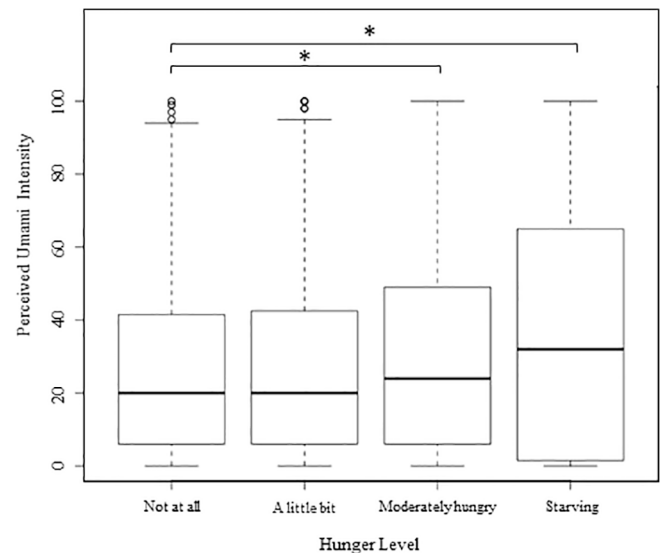 *
*
100
80
60
40
20
0
Perceived Umami Intensity
Not at all A little bit Moderately hungry Starving
Hunger Level